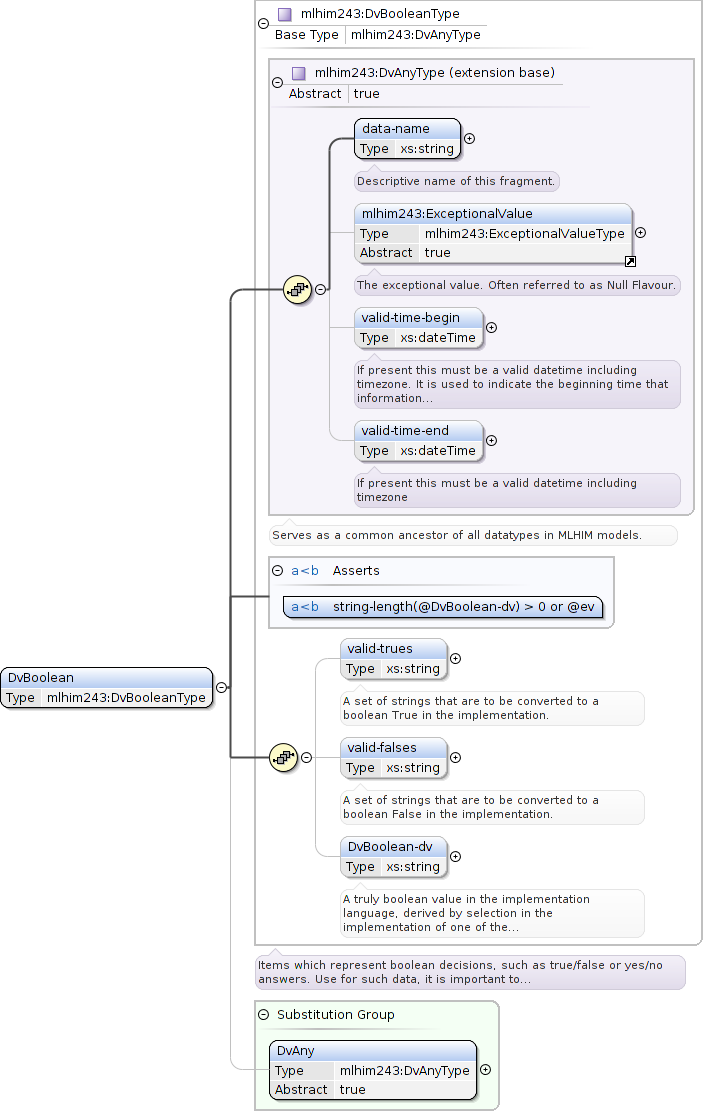 mlhim243:DvBooleanType
Base Type mlhim243:DvAnyType
mlhim243:DvAnyType (extension base)
Abstract true
data-name
Type xs:string
Descriptive name of this fragment.
mlhim243:ExceptionalValue
Type mlhim243:ExceptionalValueType
Abstract true
The exceptional value. Often referred to as Null Flavour.
valid-time-begin
Type xs:dateTime
If present this must be a valid datetime including
timezone. It is used to indicate the beginning time that
information...
valid-time-end
Type xs:dateTime
If present this must be a valid datetime including
timezone
Serves as a common ancestor of all datatypes in MLHIM models.
a<b Asserts
a<b string-length(@DvBoolean-dv) > 0 or @ev
DvBoolean
Type mlhim243:DvBooleanType
valid-trues
Type xs:string
A set of strings that are to be converted to a
boolean True in the implementation.
valid-falses
Type xs:string
A set of strings that are to be converted to a
boolean False in the implementation.
DvBoolean-dv
Type xs:string
A truly boolean value in the implementation
language, derived by selection in the
implementation of one of the...
Items which represent boolean decisions, such as true/false or yes/no
answers. Use for such data, it is important to...
Substitution Group
DvAny
Type mlhim243:DvAnyType
Abstract true